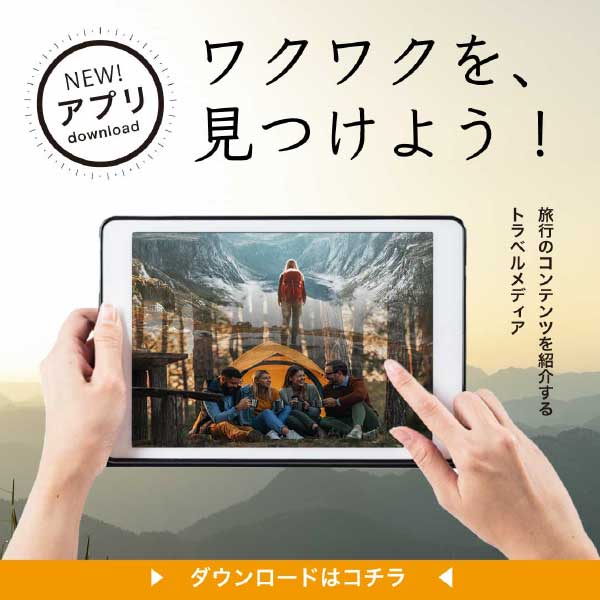 NEW!
アプリ
download
ワクワクを、
見つけよう！
旅行のコンテンツを紹介する
トラベルメディア
ダウンロードはコチラ